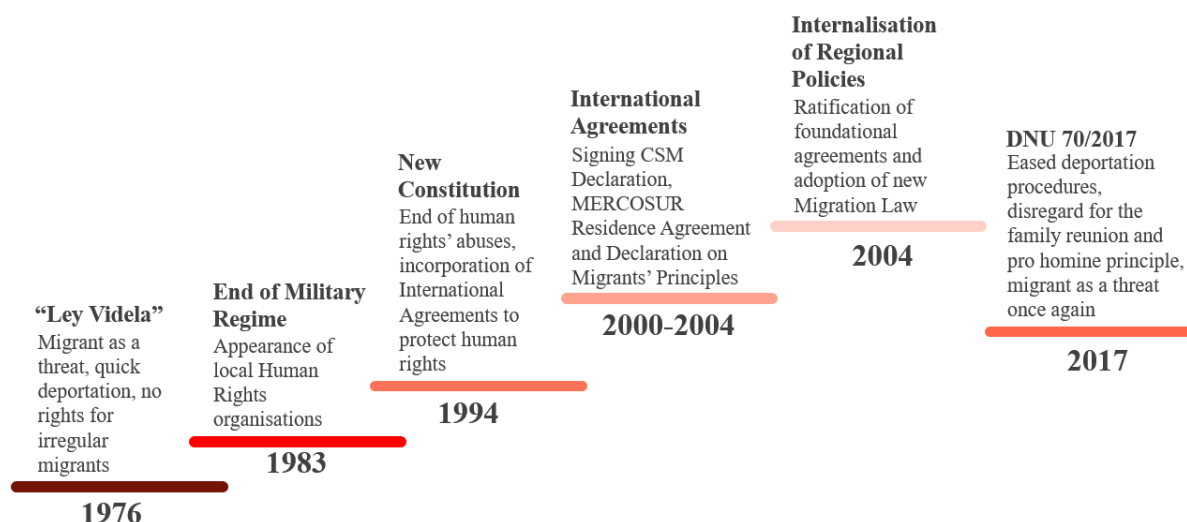 “Ley Videla”
Migrant as a
threat, quick
deportation, no
rights for
irregular
migrants
1976
End of Military
Regime
Appearance of
local Human
Rights
organisations
1983
New
Constitution
End of human
rights’ abuses,
incorporation of
International
Agreements to
protect human
rights
1994
International
Agreements
Signing CSM
Declaration,
MERCOSUR
Residence Agreement
and Declaration on
Migrants’ Principles
2000-2004
Internalisation
of Regional
Policies
Ratification of
foundational
agreements and
adoption of new
Migration Law
2004
DNU 70/2017
Eased deportation
procedures,
disregard for the
family reunion and
pro homine principle,
migrant as a threat
once again
2017